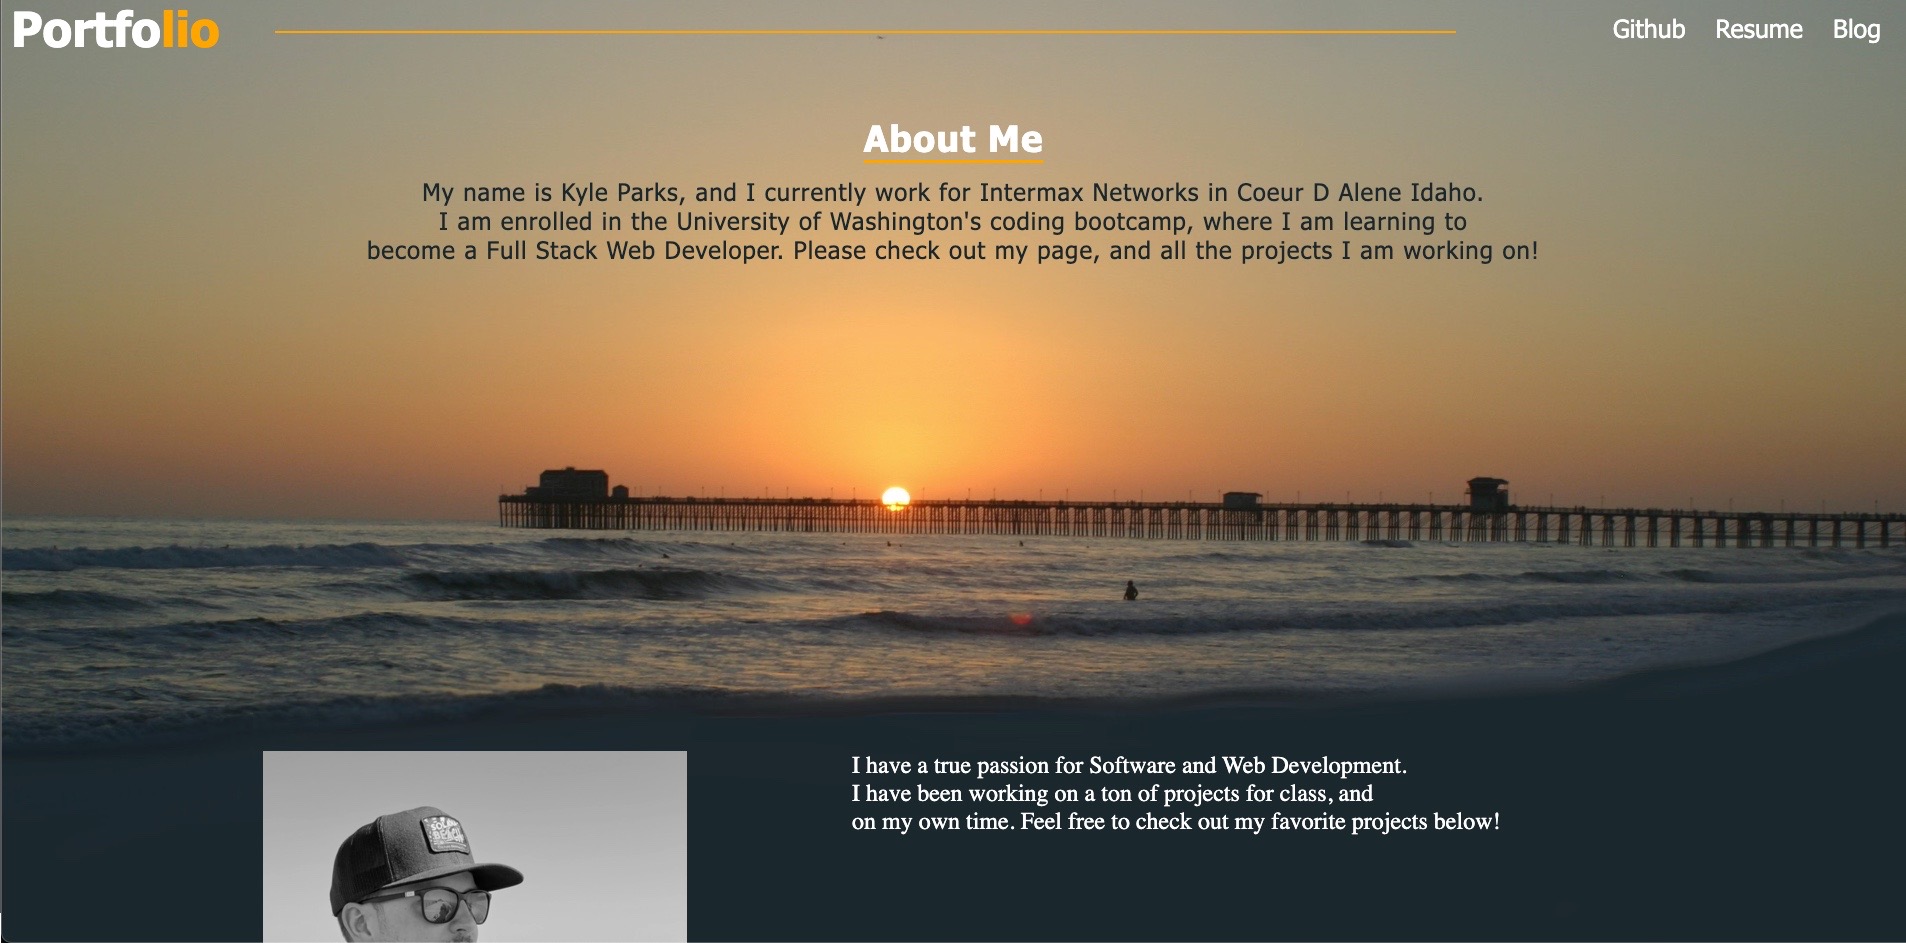 Portfolio
Github Resume Blog
About Me
My name is Kyle Parks, and I currently work for Intermax Networks in Coeur D Alene Idaho.
I am enrolled in the University of Washington's coding bootcamp, where I am learning to
become a Full Stack Web Developer. Please check out my page, and all the projects I am working on!
I have a true passion for Software and Web Development.
I have been working on a ton of projects for class, and
on my own time. Feel free to check out my favorite projects below!